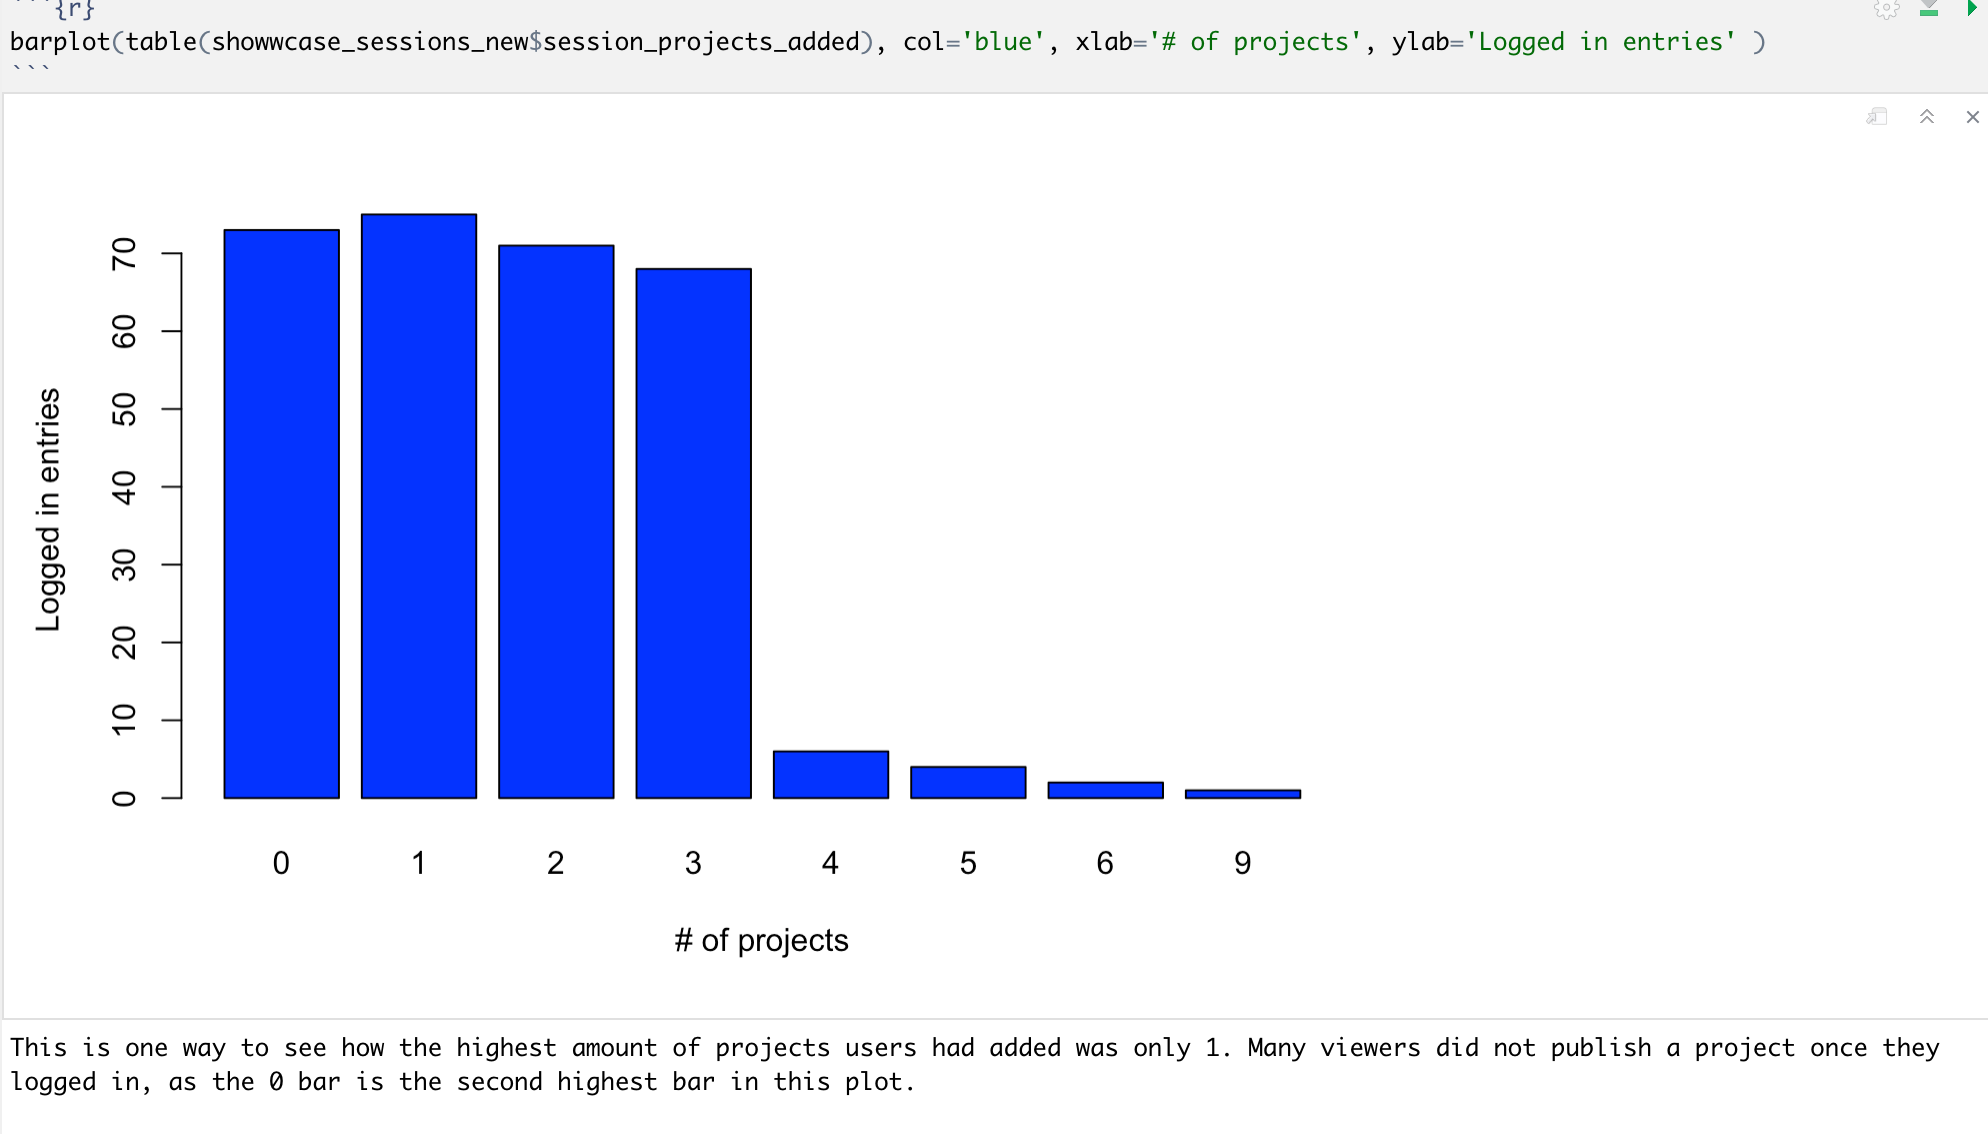 ```{r}
barplot(table(showwcase_sessions_new$session_projects_added), col='blue', xlab='# of projects', ylab='Logged in entries' )
```
70
60
50
40
30
20
10
0
Logged in entries
0 1 2 3 4 5 6 9
# of projects
This is one way to see how the highest amount of projects users had added was only 1. Many viewers did not publish a project once they
logged in, as the 0 bar is the second highest bar in this plot.